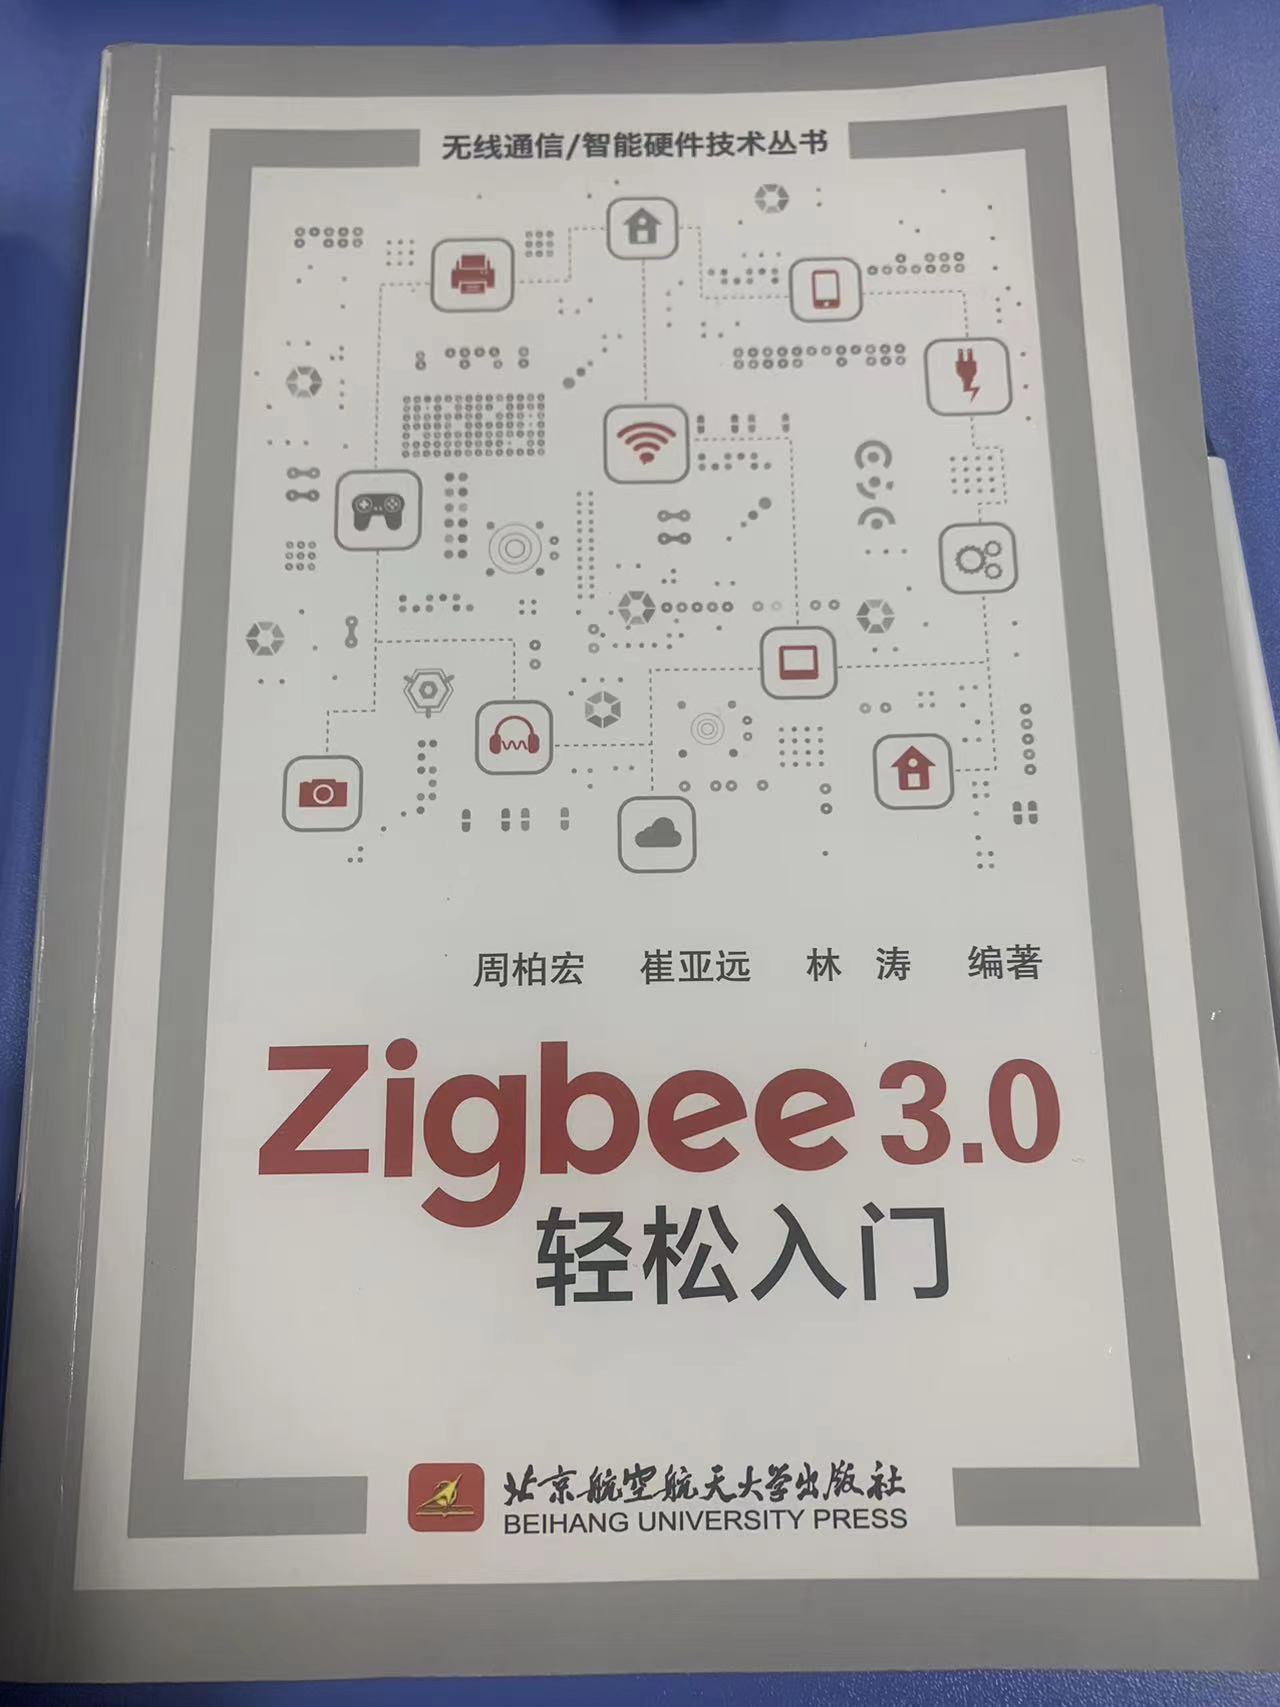 无线通信/智能硬件技术丛书
周柏宏 崔亚远 林 涛 编著
Zigbee 3.0
轻松入门
北京航空航天大学出版社
BEIHANG UNIVERSITY PRESS